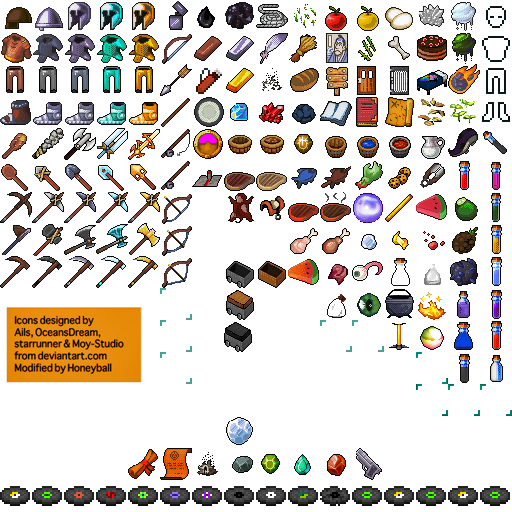 Icons designed by
Ails, OceansDream,
starrunner & Moy-Studio
from deviantart.com
Modified by Honeyball